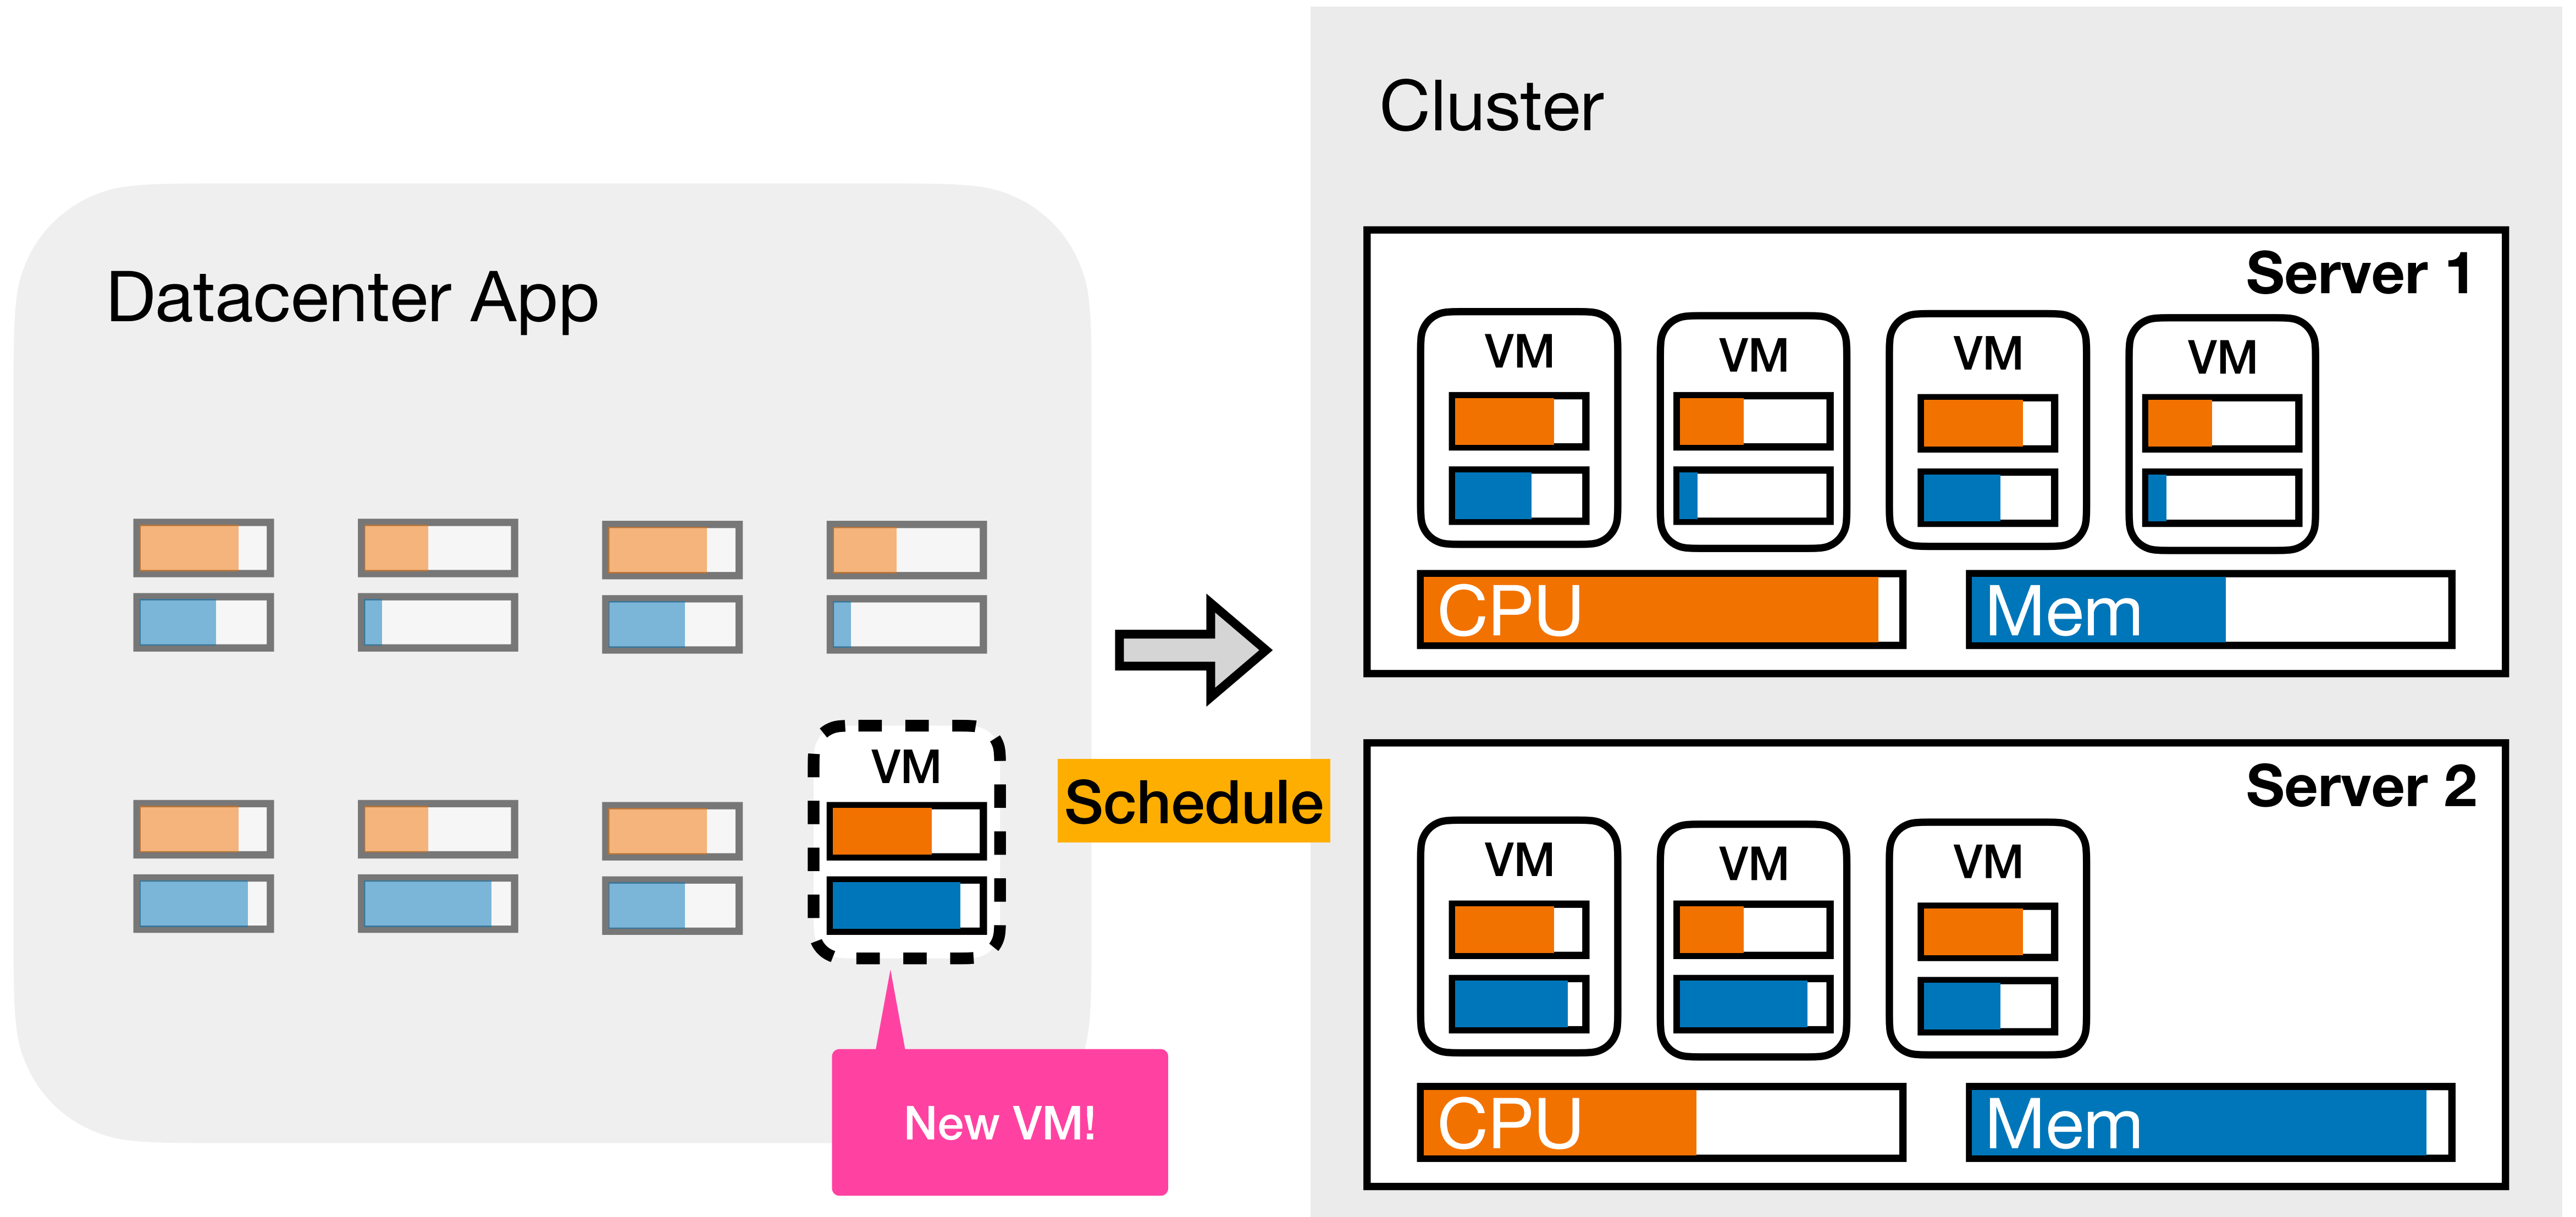 Datacenter App
VM
New VM!
Schedule
Cluster
Server 1
VM
VM
VM
VM
CPU
Mem
Server 2
VM
VM
VM
CPU
Mem